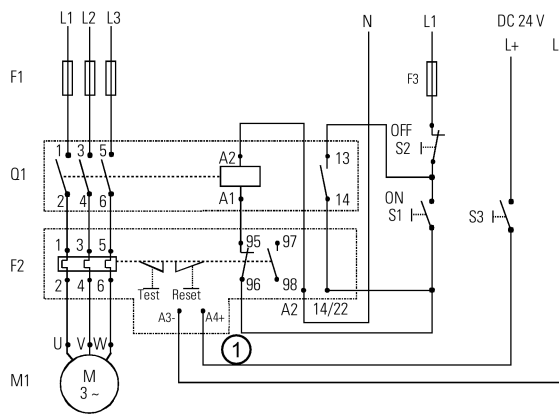 L1 L2 L3 N L1 DC 24 V
L+ L
F1 F3
OFF
S2
1 3 5 A2 13
Q1
2 4 6 A1 14
ON
S1 S3
1 3 5 95 97
F2
2 4 6 Test Reset 96 98
A3- A4+ A2 14/22
1
U V W
M1 M
3 ~